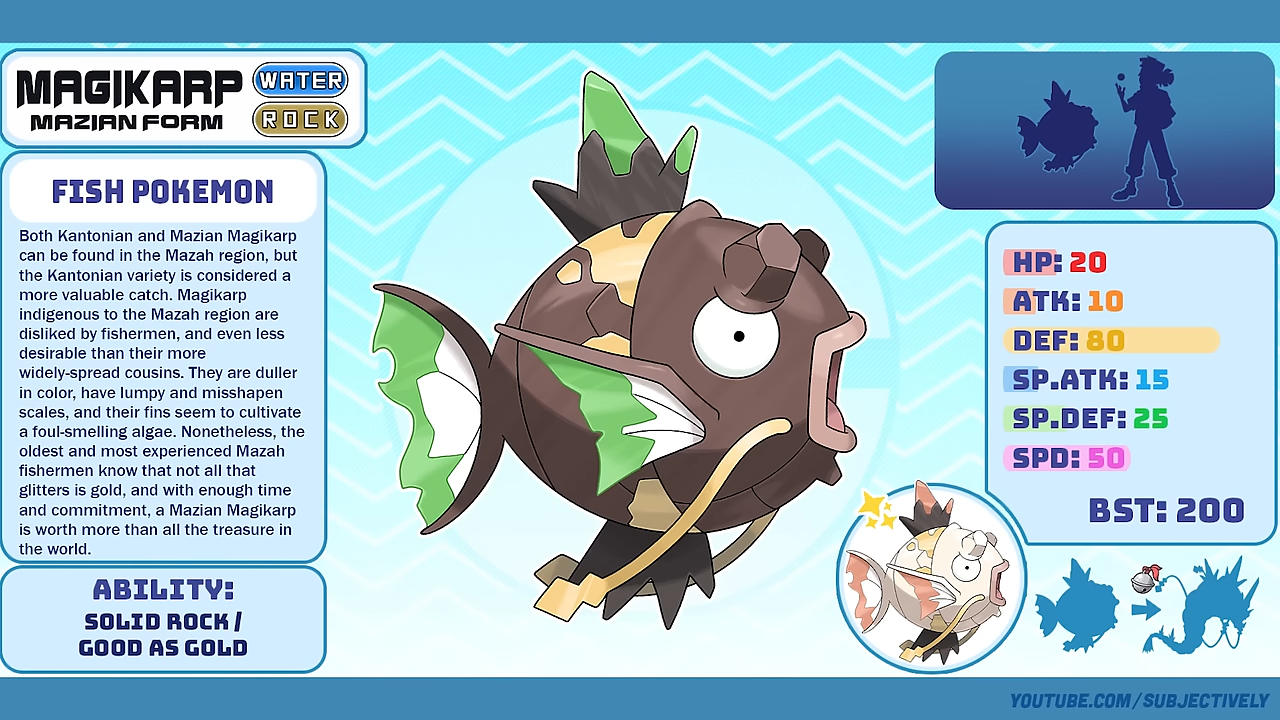 MAGIKARP
MAZIAN FORM
WATER
ROCK
FISH POKEMON
Both Kantonian and Mazian Magikarp
can be found in the Mazah region, but
the Kantonian variety is considered a
more valuable catch. Magikarp
indigenous to the Mazah region are
disliked by fishermen, and even less
desirable than their more
widely-spread cousins. They are duller
in color, have lumpy and misshapen
scales, and their fins seem to cultivate
a foul-smelling algae. Nonetheless, the
oldest and most experienced Mazah
fishermen know that not all that
glitters is gold, and with enough time
and commitment, a Mazian Magikarp
is worth more than all the treasure in
the world.
ABILITY:
SOLID ROCK /
GOOD AS GOLD
HP: 20
ATK: 10
DEF: 80
SP.ATK: 15
SP.DEF: 25
SPD: 50
BST: 200
YOUTUBE.COM/SUBJECTIVELY